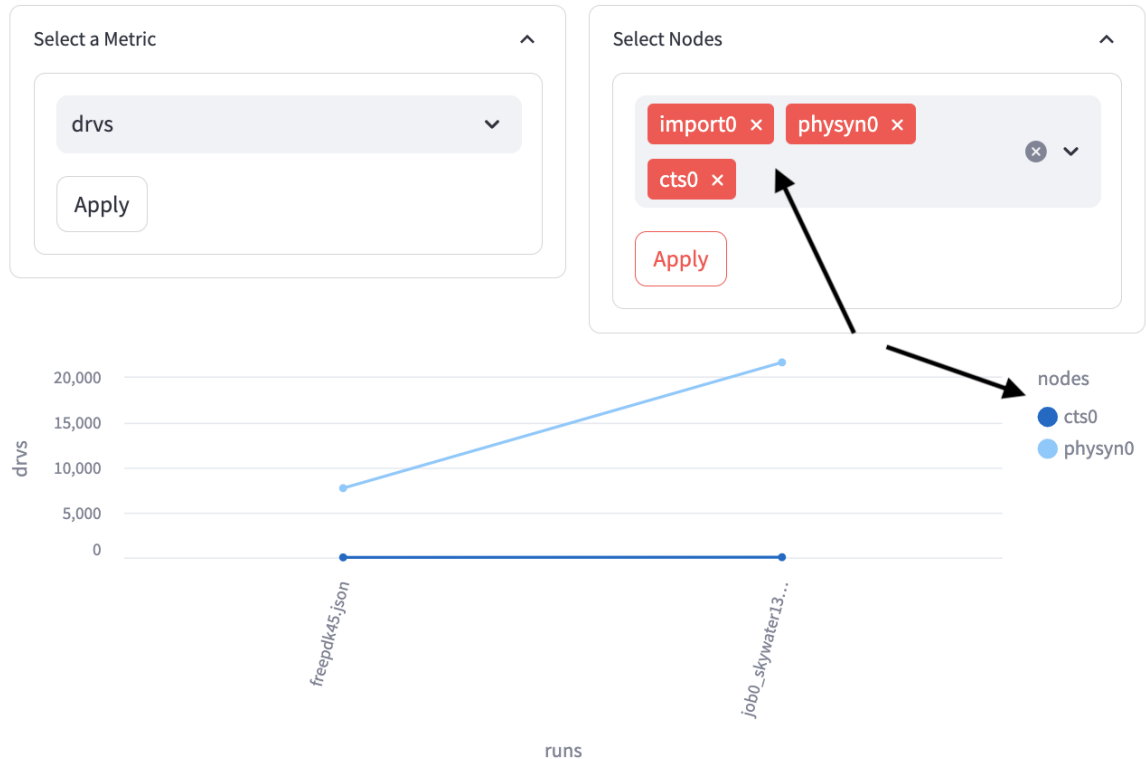 Select a Metric
drvs
Apply
Select Nodes
import0 × physyn0 ×
cts0 ×
Apply
20,000
15,000
10,000
5,000
0
drvs
nodes
cts0
physyn0
freepdk45.json
job0_skywater13...
runs